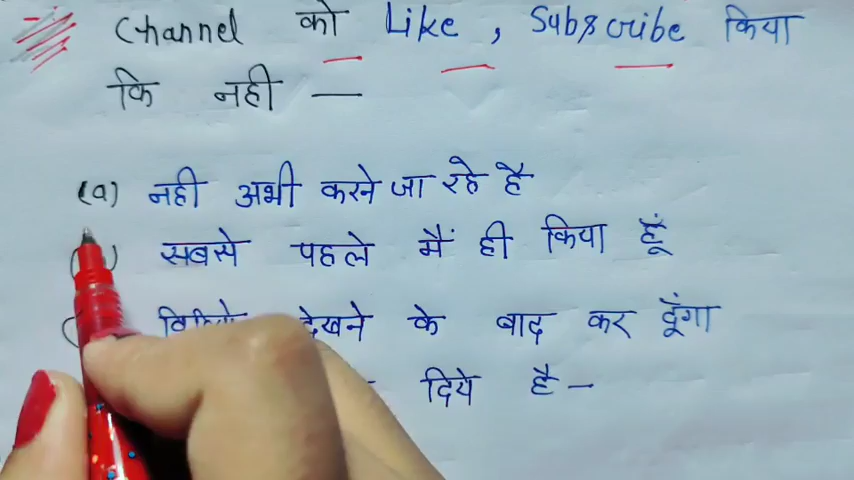 Channel को Like, Subscribe किया
कि नही —
(a) नही अभी करने जा रहे है
सबसे पहले मैं ही किया हूँ
देखने के बाद कर दूँगा
दिये है -